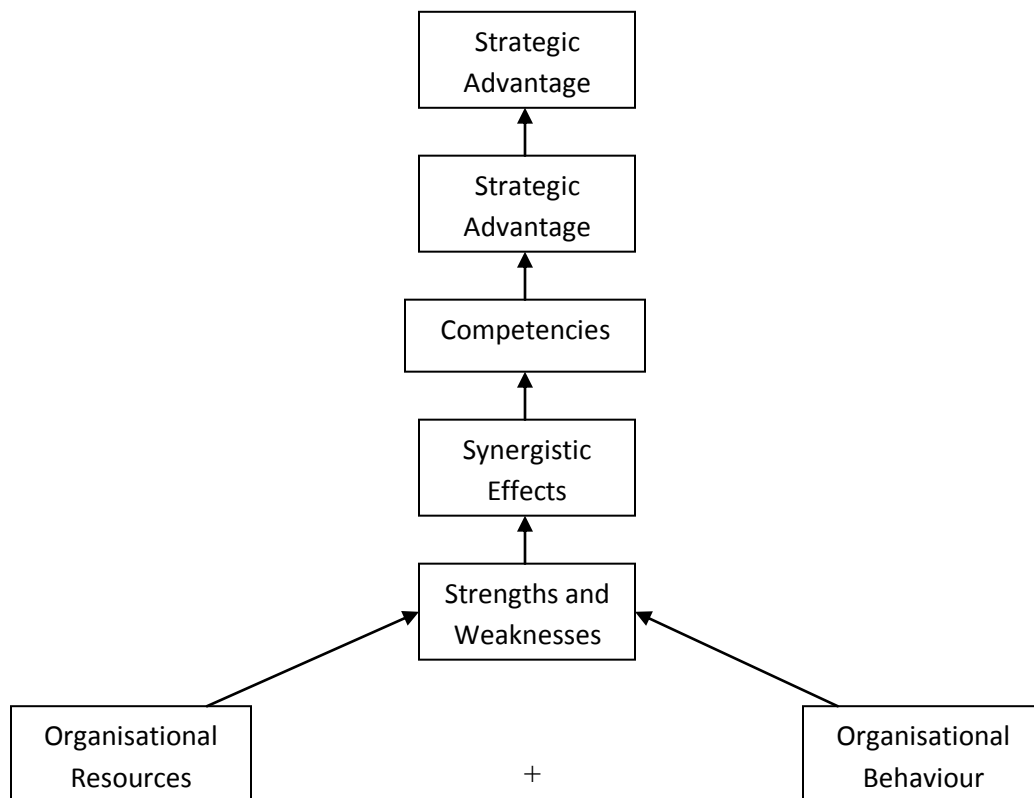 Strategic
Advantage
Strategic
Advantage
Competencies
Synergistic
Effects
Strengths and
Weaknesses
Organisational
Resources
+
Organisational
Behaviour